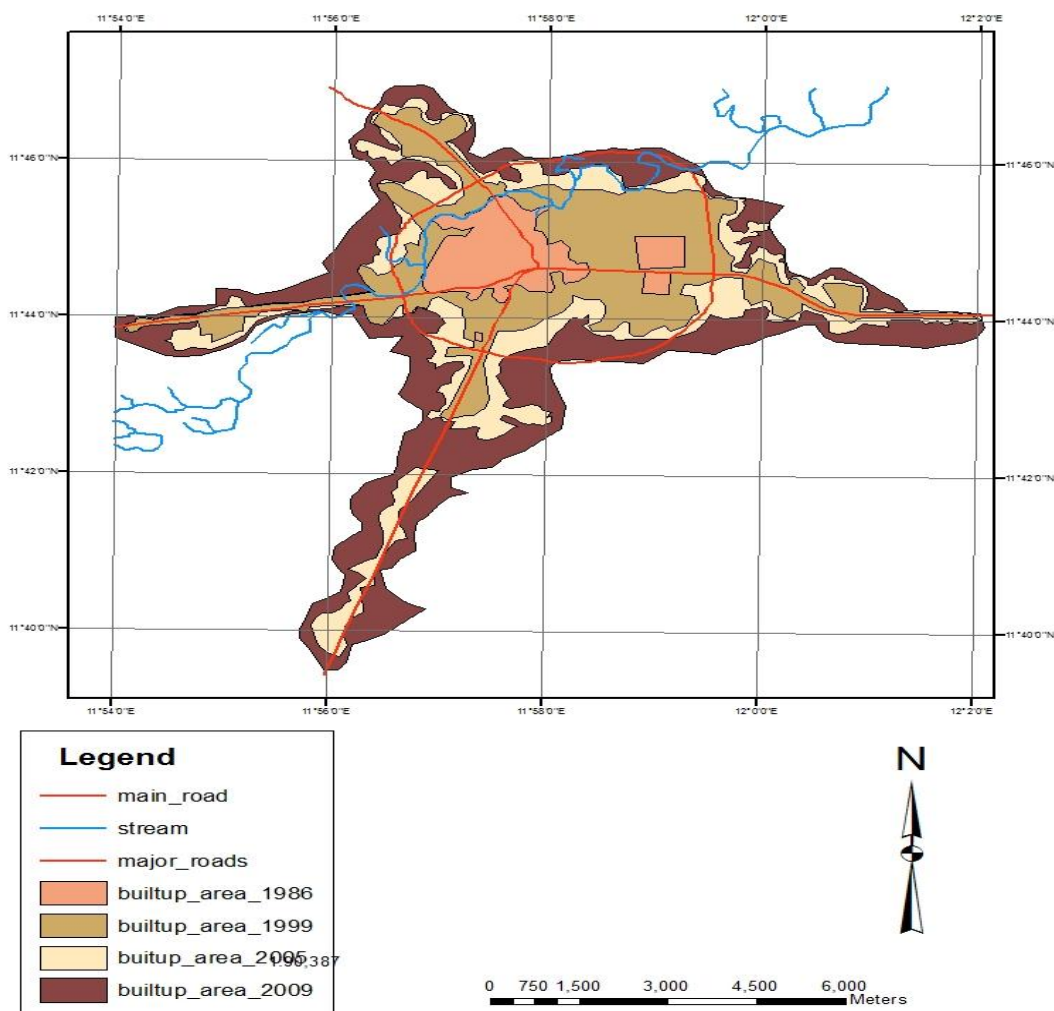 11°54'0"E 11°56'0"E 11°58'0"E 12°0'0"E 12°2'0"E
11°46'0"N 11°46'0"N
11°44'0"N 11°44'0"N
11°42'0"N 11°42'0"N
11°40'0"N 11°40'0"N
11°54'0"E 11°56'0"E 11°58'0"E 12°0'0"E 12°2'0"E
Legend
main_road
stream
major_roads
builtup_area_1986
builtup_area_1999
buitup_area_2005
1:90,387
builtup_area_2009
N
0 750 1,500 3,000 4,500 6,000
Meters